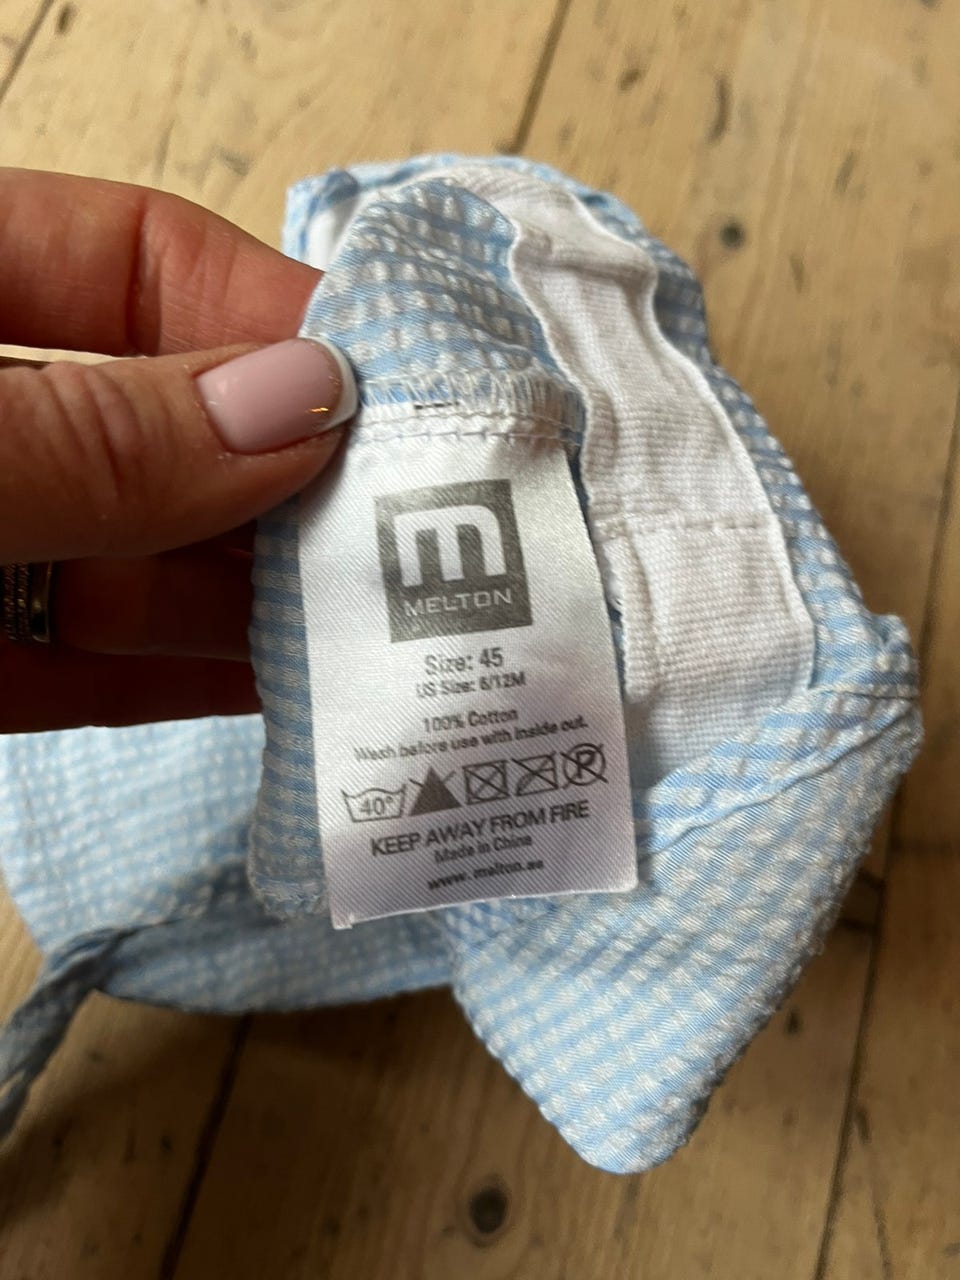 m
MELTON
Size: 45
US Size: 6/12M
100% Cotton
Wash before use with inside out.
40° P
KEEP AWAY FROM FIRE
Made in China
www.melton.as